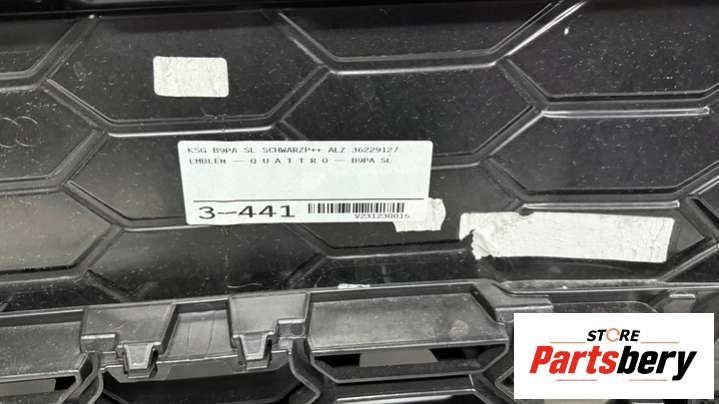 KSG B9PA SL SCHWARZP++ ALZ 36229127
EMBLEM -- Q U A T T R O -- B9PA SL
3--441
V231230016
STORE
Partsbery